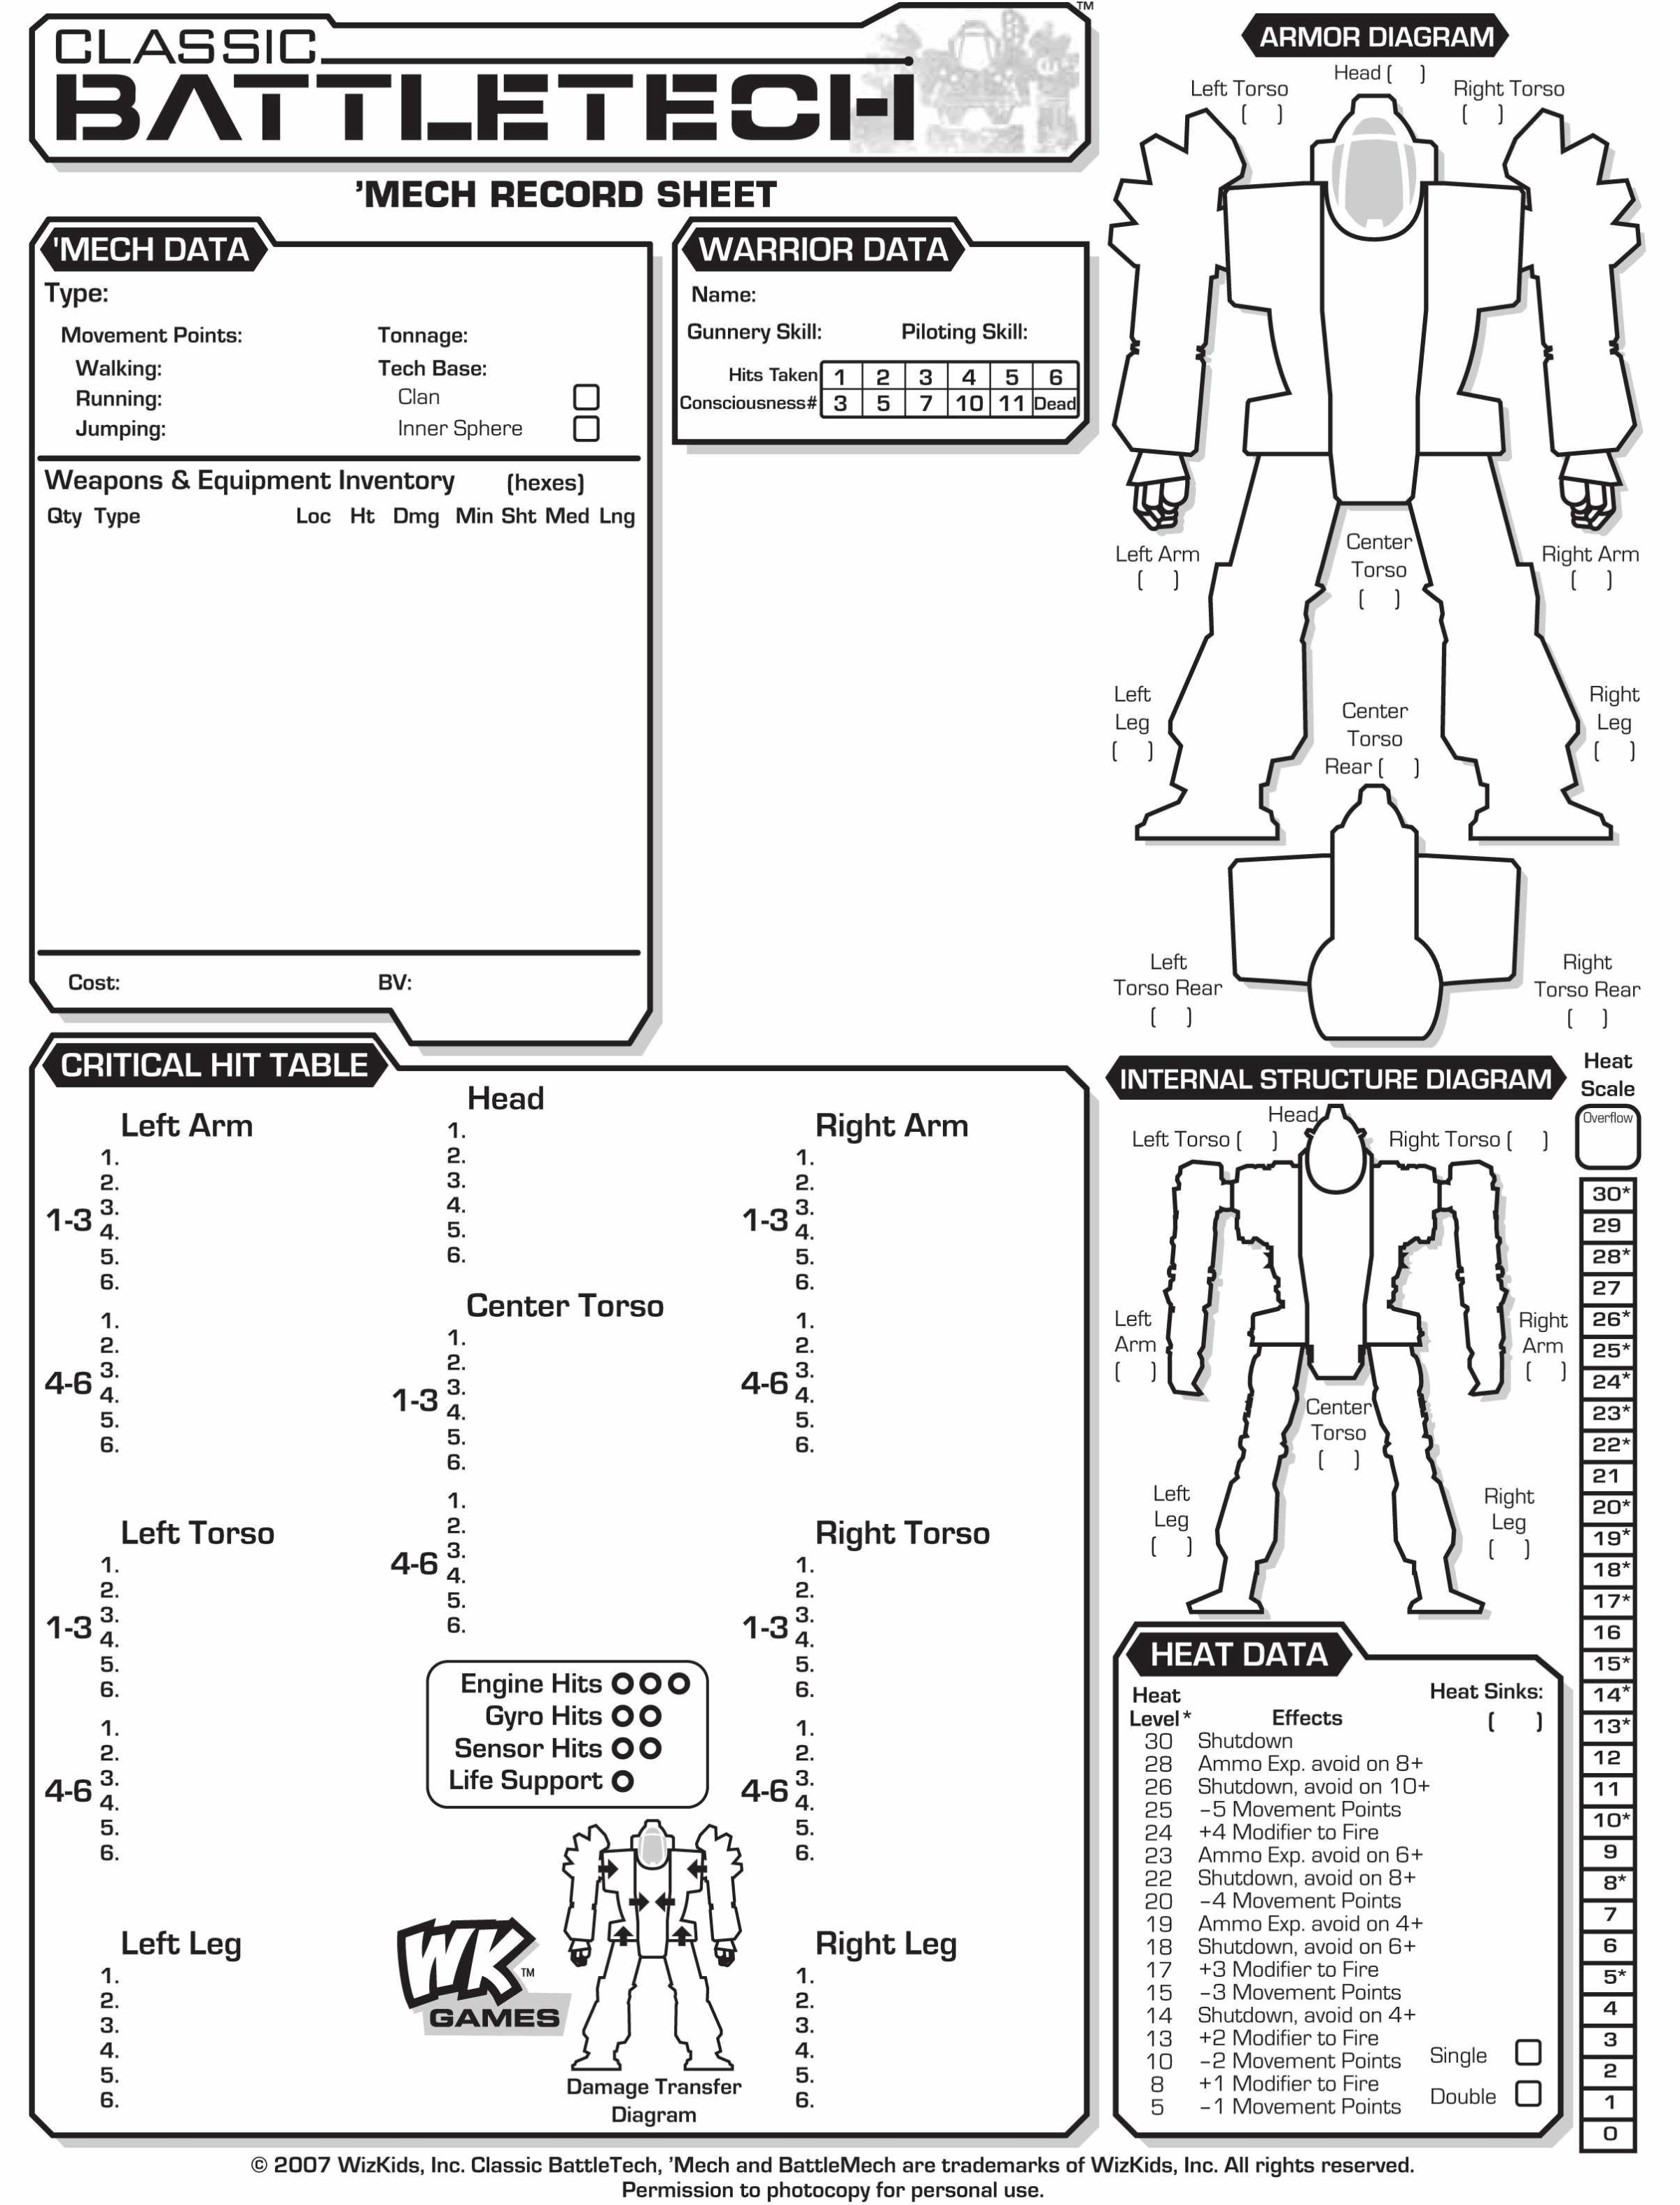 CLASSIC
BATTLETECH
TM
'MECH RECORD SHEET
'MECH DATA
Type:
Movement Points:
Tonnage:
Walking:
Tech Base:
Running:
Clan
Jumping:
Inner Sphere
Weapons & Equipment Inventory (hexes)
Qty Type Loc Ht Dmg Min Sht Med Lng
Cost:
BV:
WARRIOR DATA
Name:
Gunnery Skill: Piloting Skill:
Hits Taken 1 2 3 4 5 6
Consciousness# 3 5 7 10 11 Dead
ARMOR DIAGRAM
Head ( )
Left Torso
( )
Right Torso
( )
Left Arm
( )
Center
Torso
( )
Right Arm
( )
Left
Leg
( )
Center
Torso
Rear ( )
Right
Leg
( )
Left
Torso Rear
( )
Right
Torso Rear
( )
CRITICAL HIT TABLE
Left Arm
1-3
1.
2.
3.
4.
5.
6.
4-6
1.
2.
3.
4.
5.
6.
Left Torso
1-3
1.
2.
3.
4.
5.
6.
4-6
1.
2.
3.
4.
5.
6.
Left Leg
1.
2.
3.
4.
5.
6.
Head
1.
2.
3.
4.
5.
6.
Center Torso
1-3
1.
2.
3.
4.
5.
6.
4-6
1.
2.
3.
4.
5.
6.
Engine Hits
Gyro Hits
Sensor Hits
Life Support
WK
TM
GAMES
Damage Transfer
Diagram
Right Arm
1-3
1.
2.
3.
4.
5.
6.
4-6
1.
2.
3.
4.
5.
6.
Right Torso
1-3
1.
2.
3.
4.
5.
6.
4-6
1.
2.
3.
4.
5.
6.
Right Leg
1.
2.
3.
4.
5.
6.
INTERNAL STRUCTURE DIAGRAM
Head
Left Torso ( )
Right Torso ( )
Left
Arm
( )
Right
Arm
( )
Center
Torso
( )
Left
Leg
( )
Right
Leg
( )
HEAT DATA
Heat
Level* Effects
Heat Sinks:
( )
30 Shutdown
28 Ammo Exp. avoid on 8+
26 Shutdown, avoid on 10+
25 -5 Movement Points
24 +4 Modifier to Fire
23 Ammo Exp. avoid on 6+
22 Shutdown, avoid on 8+
20 -4 Movement Points
19 Ammo Exp. avoid on 4+
18 Shutdown, avoid on 6+
17 +3 Modifier to Fire
15 -3 Movement Points
14 Shutdown, avoid on 4+
13 +2 Modifier to Fire
10 -2 Movement Points
8 +1 Modifier to Fire
5 -1 Movement Points
Single
Double
Heat
Scale
Overflow
30*
29
28*
27
26*
25*
24*
23*
22*
21
20*
19*
18*
17*
16
15*
14*
13*
12
11
10*
9
8*
7
6
5*
4
3
2
1
0
© 2007 WizKids, Inc. Classic BattleTech, 'Mech and BattleMech are trademarks of WizKids, Inc. All rights reserved.
Permission to photocopy for personal use.